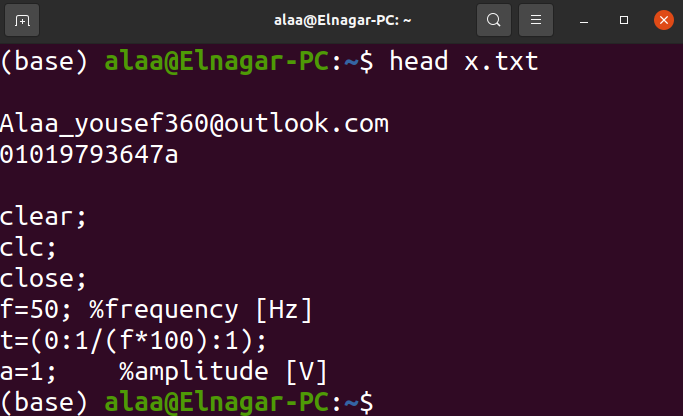 alaa@Elnagar-PC: ~
(base) alaa@Elnagar-PC:~$ head x.txt
Alaa_yousef360@outlook.com
01019793647a
clear;
clc;
close;
f=50; %frequency [Hz]
t=(0:1/(f*100):1);
a=1;    %amplitude [V]
(base) alaa@Elnagar-PC:~$